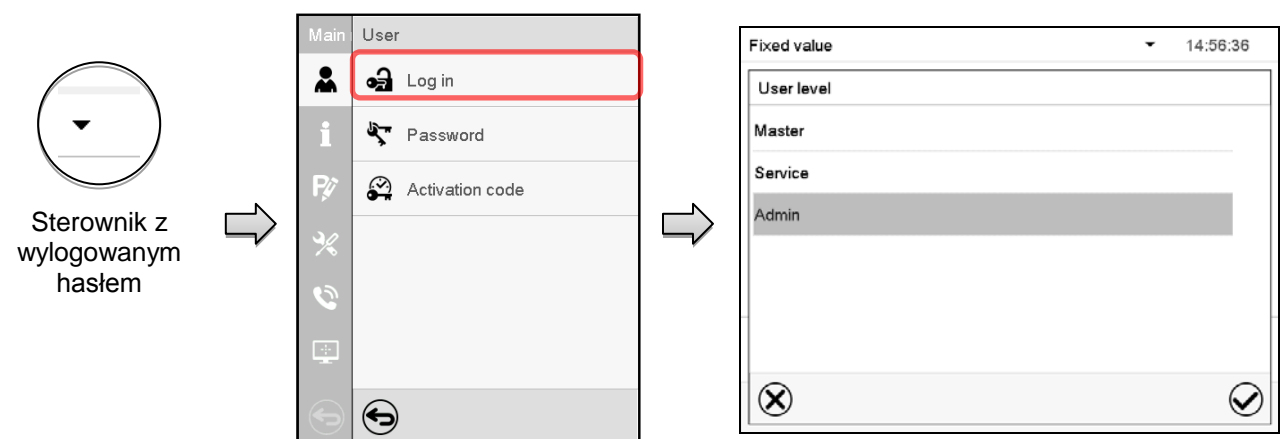 Sterownik z
wylogowanym
hasłem
Main User
Log in
Password
Activation code
Fixed value 14:56:36
User level
Master
Service
Admin